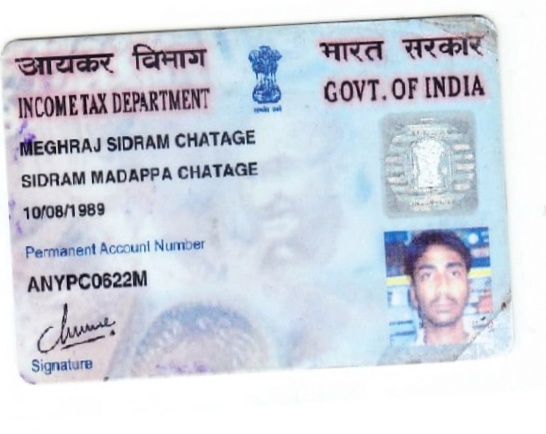 आयकर विभाग
भारत सरकार
INCOME TAX DEPARTMENT
GOVT. OF INDIA
MEGHRAJ SIDRAM CHATAGE
SIDRAM MADAPPA CHATAGE
10/08/1989
Permanent Account Number
ANYPC0622M
Signature